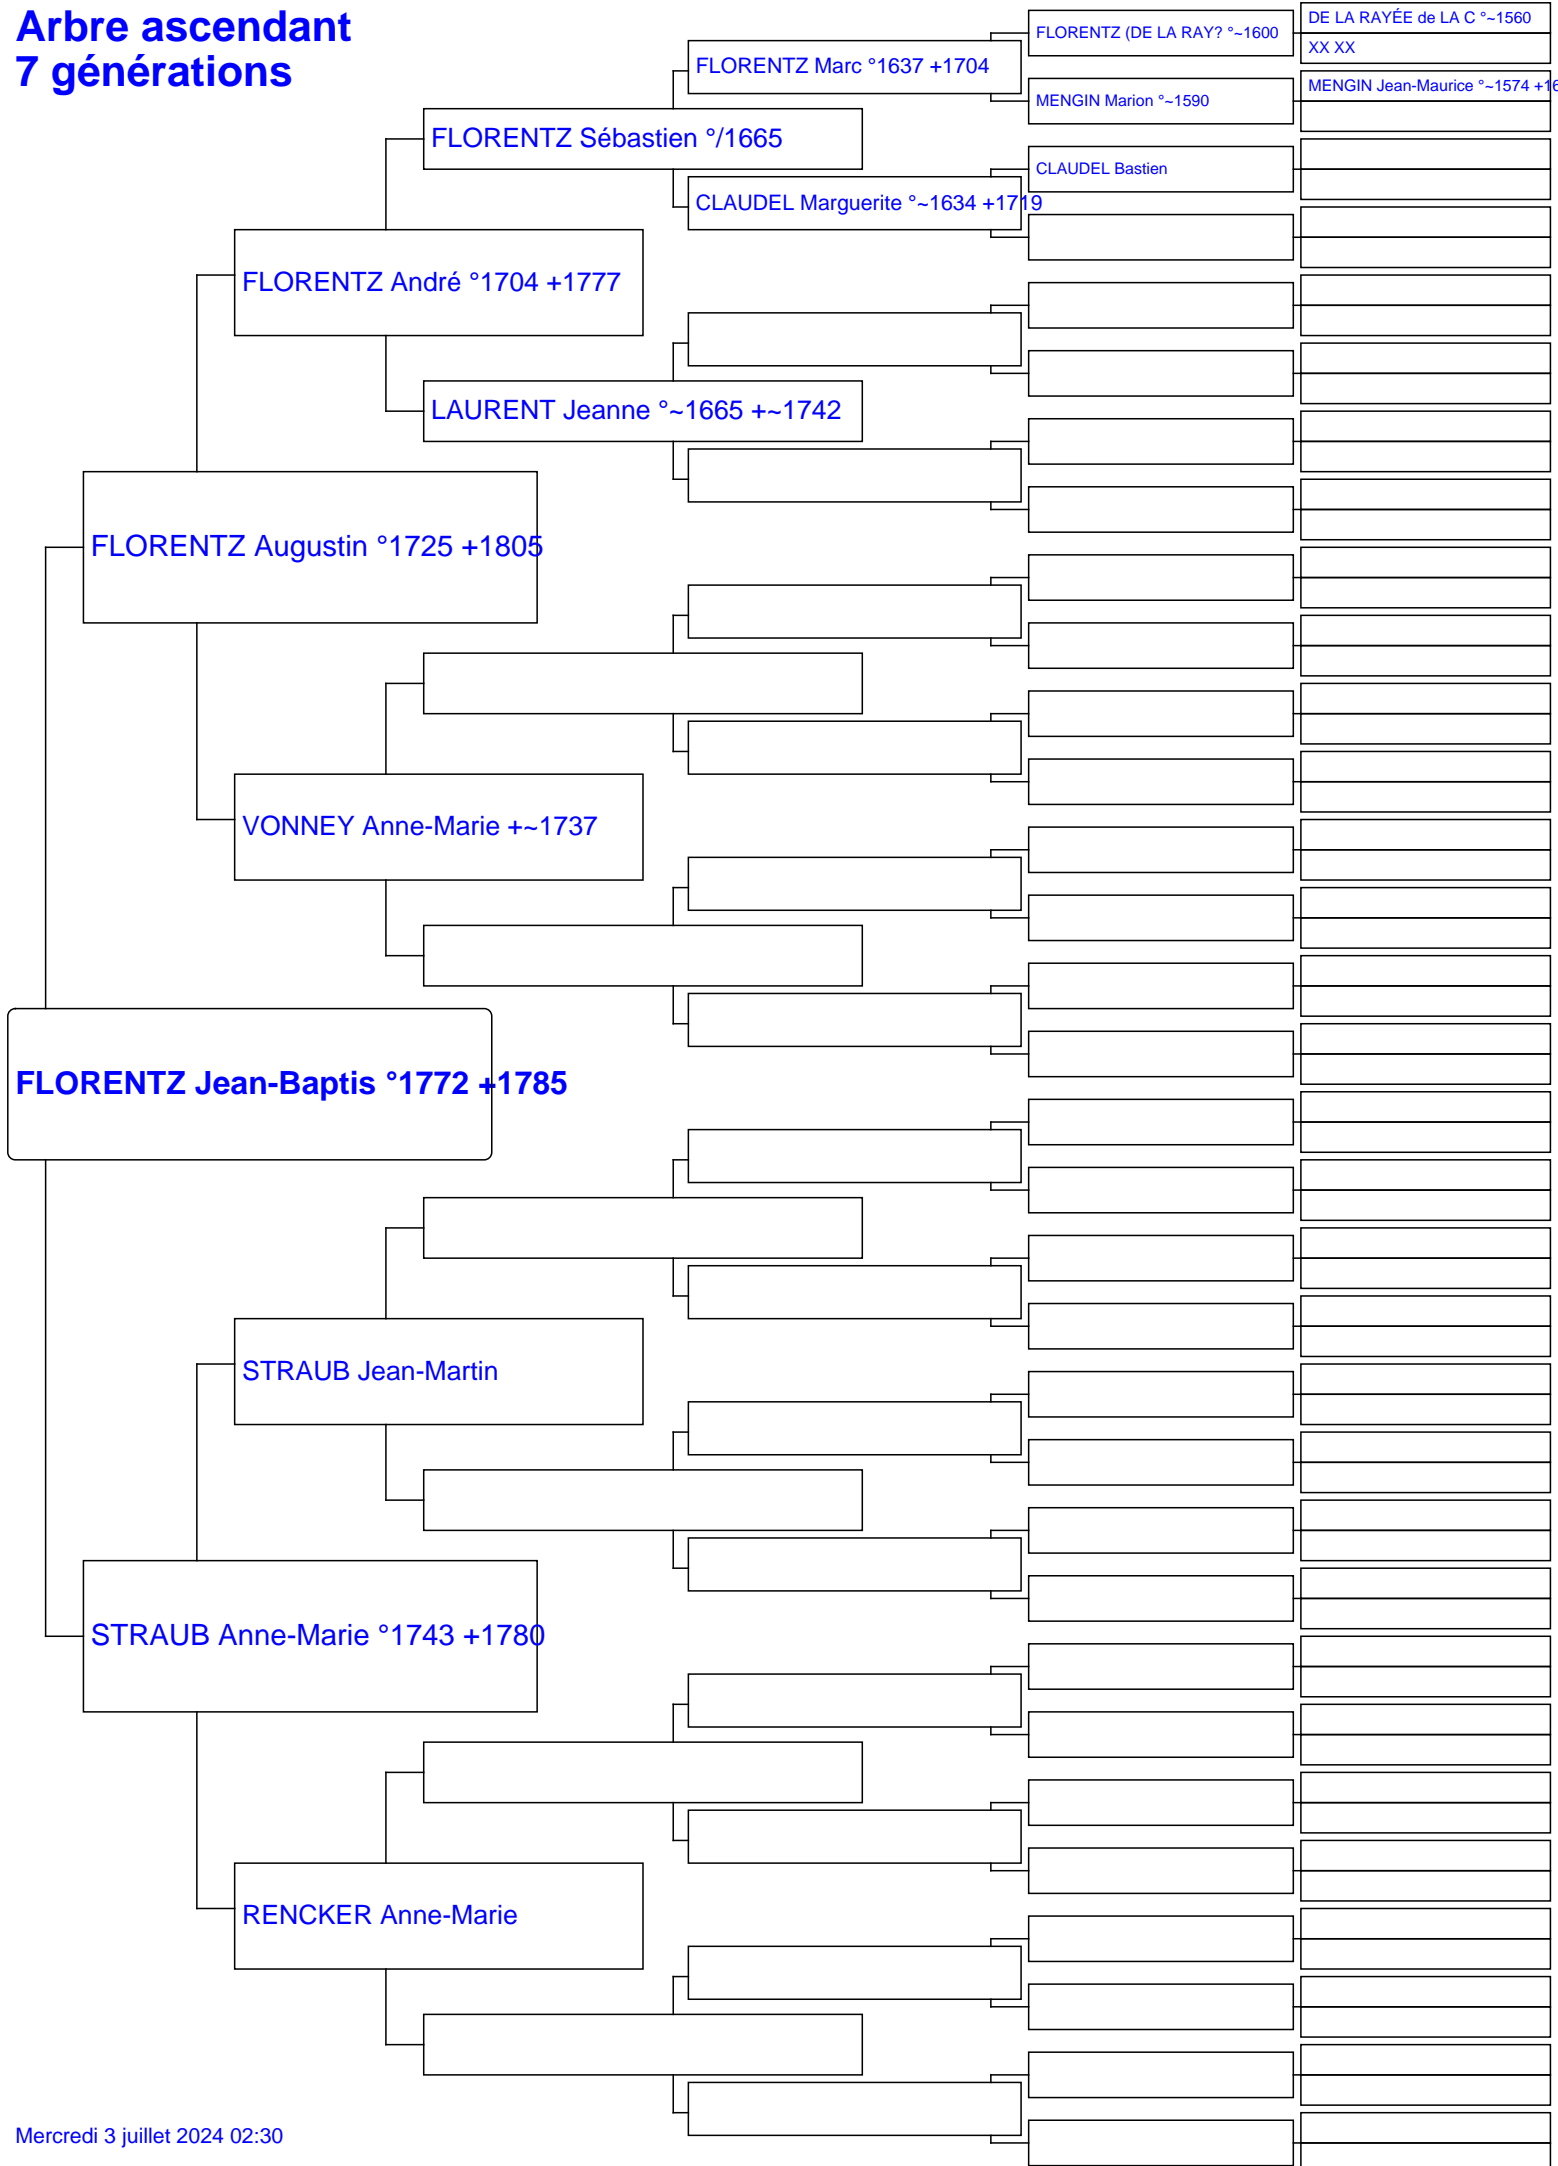 Arbre ascendant
7 générations
FLORENTZ (DE LA RAY? °~1600
DE LA RAYÉE de LA C °~1560
XX XX
FLORENTZ Marc °1637 +1704
MENGIN Marion °~1590
MENGIN Jean-Maurice °~1574 +16
FLORENTZ Sébastien °/1665
CLAUDEL Bastien
CLAUDEL Marguerite °~1634 +1719
FLORENTZ André °1704 +1777
LAURENT Jeanne °~1665 +~1742
FLORENTZ Augustin °1725 +1805
VONNEY Anne-Marie +~1737
FLORENTZ Jean-Baptis °1772 +1785
STRAUB Jean-Martin
STRAUB Anne-Marie °1743 +1780
RENCKER Anne-Marie
Mercredi 3 juillet 2024 02:30